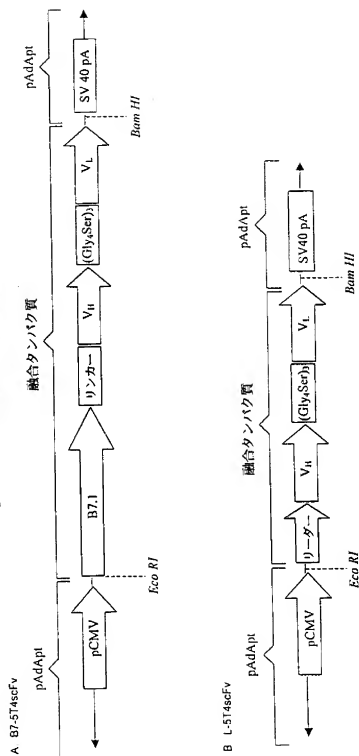 A B7-5T4scFv
pAdApt
融合タンパク質
pAdApt
pCMV
B7.1
リンカー
VH
(Gly4Ser)3
VL
SV 40 pA
Eco RI
Bam HI
B L-5T4scFv
pAdApt
融合タンパク質
pAdApt
pCMV
リーダー
VH
(Gly4Ser)3
VL
SV40 pA
Eco RI
Bam HI